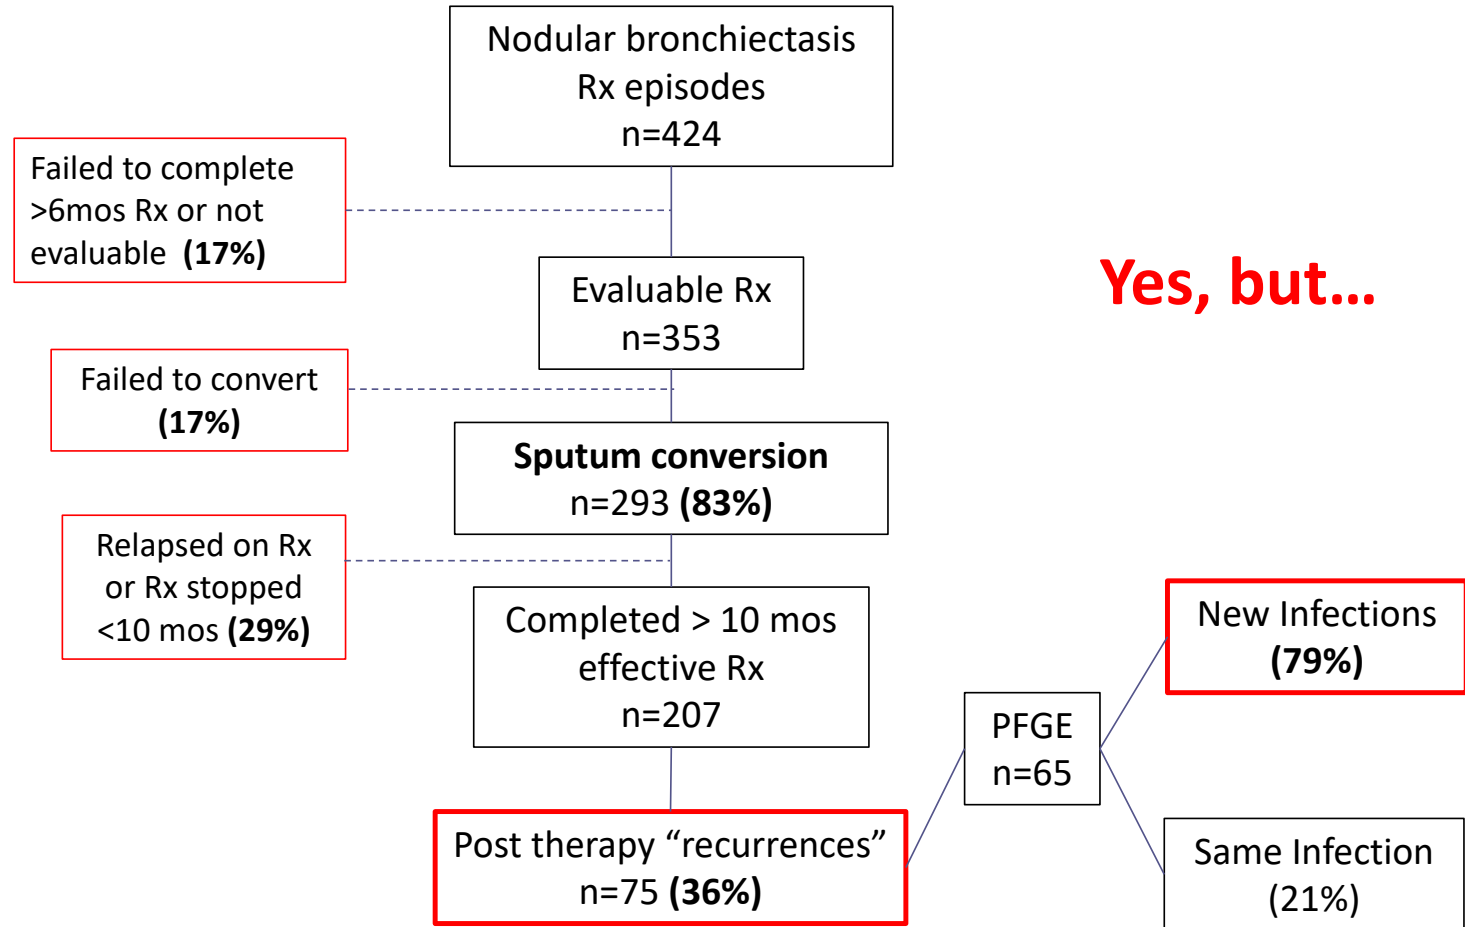 Nodular bronchiectasis
Rx episodes
n=424
Failed to complete
>6mos Rx or not
evaluable (17%)
Evaluable Rx
n=353
Yes, but...
Failed to convert
(17%)
Sputum conversion
n=293 (83%)
Relapsed on Rx
or Rx stopped
<10 mos (29%)
Completed > 10 mos
effective Rx
n=207
New Infections
(79%)
PFGE
n=65
Post therapy “recurrences”
n=75 (36%)
Same Infection
(21%)